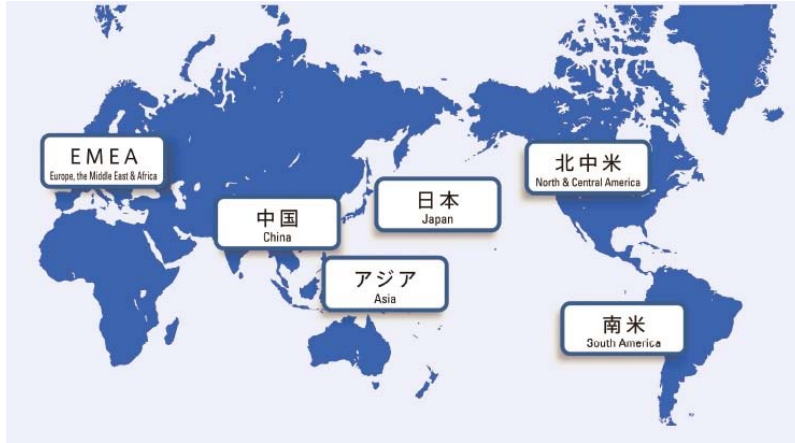 EMEA
Europe, the Middle East & Africa
中国
China
日本
Japan
アジア
Asia
北中米
North & Central America
南米
South America